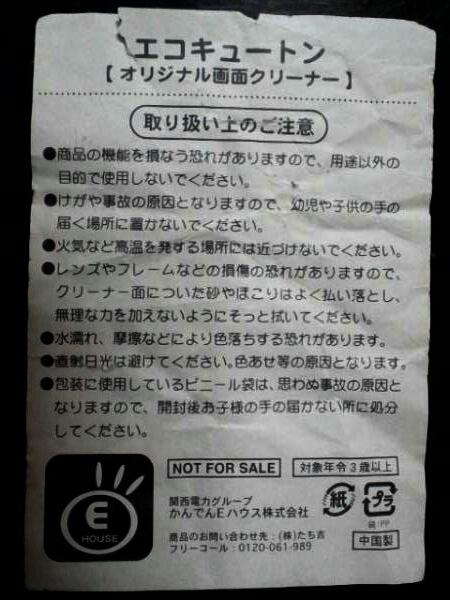 エコキュートン
【オリジナル画面クリーナー】
取り扱い上のご注意
●商品の機能を損なう恐れがありますので、用途以外の
目的で使用しないでください。
●けがや事故の原因となりますので、幼児や子供の手の
届く場所に置かないでください。
●火気など高温を発する場所には近づけないでください。
●レンズやフレームなどの損傷の恐れがありますので、
クリーナー面についた砂やほこりはよく払い落とし、
無理な力を加えないようにそっと拭いてください。
●水濡れ、摩擦などにより色落ちする恐れがあります。
●直射日光は避けてください。色あせ等の原因となります。
●包装に使用しているビニール袋は、思わぬ事故の原因と
なりますので、開封後お子様の手の届かない所に処分
してください。
NOT FOR SALE
対象年令3歳以上
E
HOUSE
関西電力グループ
かんでんEハウス株式会社
紙
プラ
袋:PP
商品のお問い合わせ先:(株)たち吉
フリーコール:0120-061-989
中国製